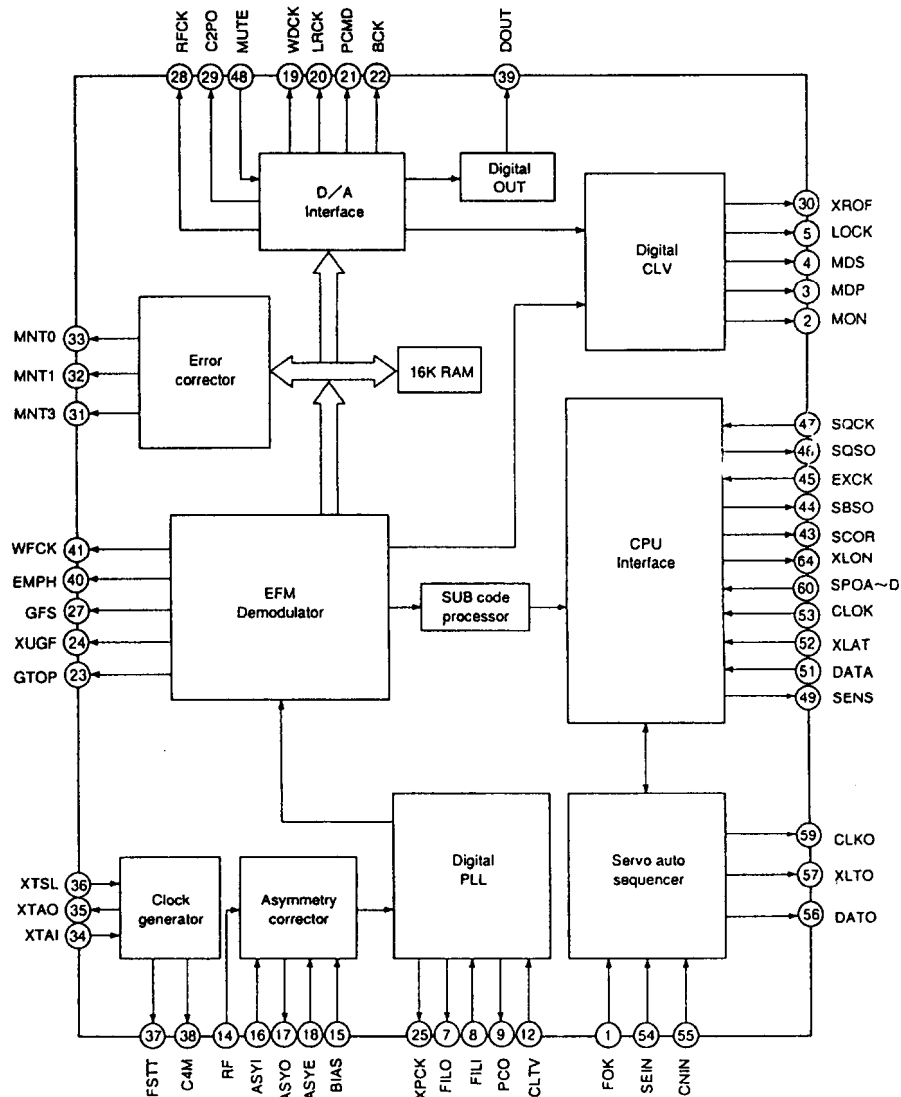 RFCK C2PO MUTE WDCK LRCK PCMD BCK DOUT
28 29 48 19 20 21 22 39
D/A
Interface
Digital
OUT
Digital
CLV
30 XROF
5 LOCK
4 MDS
3 MDP
2 MON
MNT0 33
MNT1 32
MNT3 31
Error
corrector
16K RAM
47 SQCK
46 SQSO
45 EXCK
44 SBSO
43 SCOR
64 XLON
60 SPOA~D
53 CLOK
52 XLAT
51 DATA
49 SENS
CPU
Interface
WFCK 41
EMPH 40
GFS 27
XUGF 24
GTOP 23
EFM
Demodulator
SUB code
processor
XTSL 36
XTAO 35
XTAI 34
Clock
generator
Asymmetry
corrector
Digital
PLL
Servo auto
sequencer
59 CLKO
57 XLTO
56 DATO
37 38 14 16 17 18 15 25 7 8 9 12 1 54 55
FSTT C4M RF ASYI ASYO ASYE BIAS XPCK FILO FILI PCO CLTV FOK SEIN CNIN